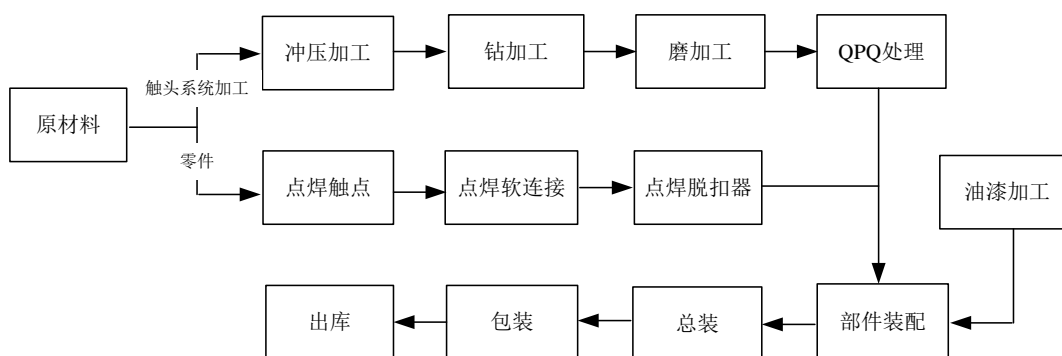 冲压加工
钻加工
磨加工
QPQ处理
触头系统加工
原材料
零件
点焊触点
点焊软连接
点焊脱扣器
油漆加工
出库
包装
总装
部件装配